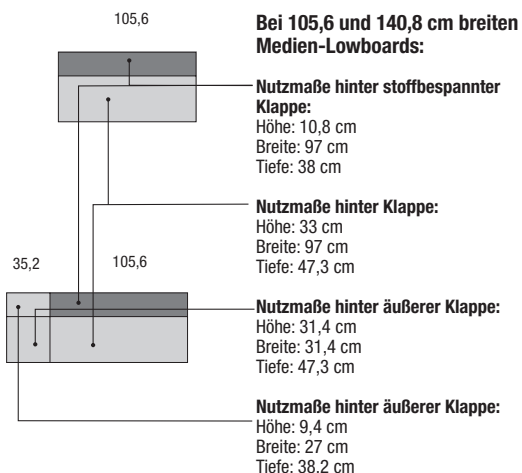 105,6
Bei 105,6 und 140,8 cm breiten
Medien-Lowboards:
Nutzmaße hinter stoffbespannter
Klappe:
Höhe: 10,8 cm
Breite: 97 cm
Tiefe: 38 cm
Nutzmaße hinter Klappe:
Höhe: 33 cm
Breite: 97 cm
Tiefe: 47,3 cm
35,2
105,6
Nutzmaße hinter äußerer Klappe:
Höhe: 31,4 cm
Breite: 31,4 cm
Tiefe: 47,3 cm
Nutzmaße hinter äußerer Klappe:
Höhe: 9,4 cm
Breite: 27 cm
Tiefe: 38,2 cm